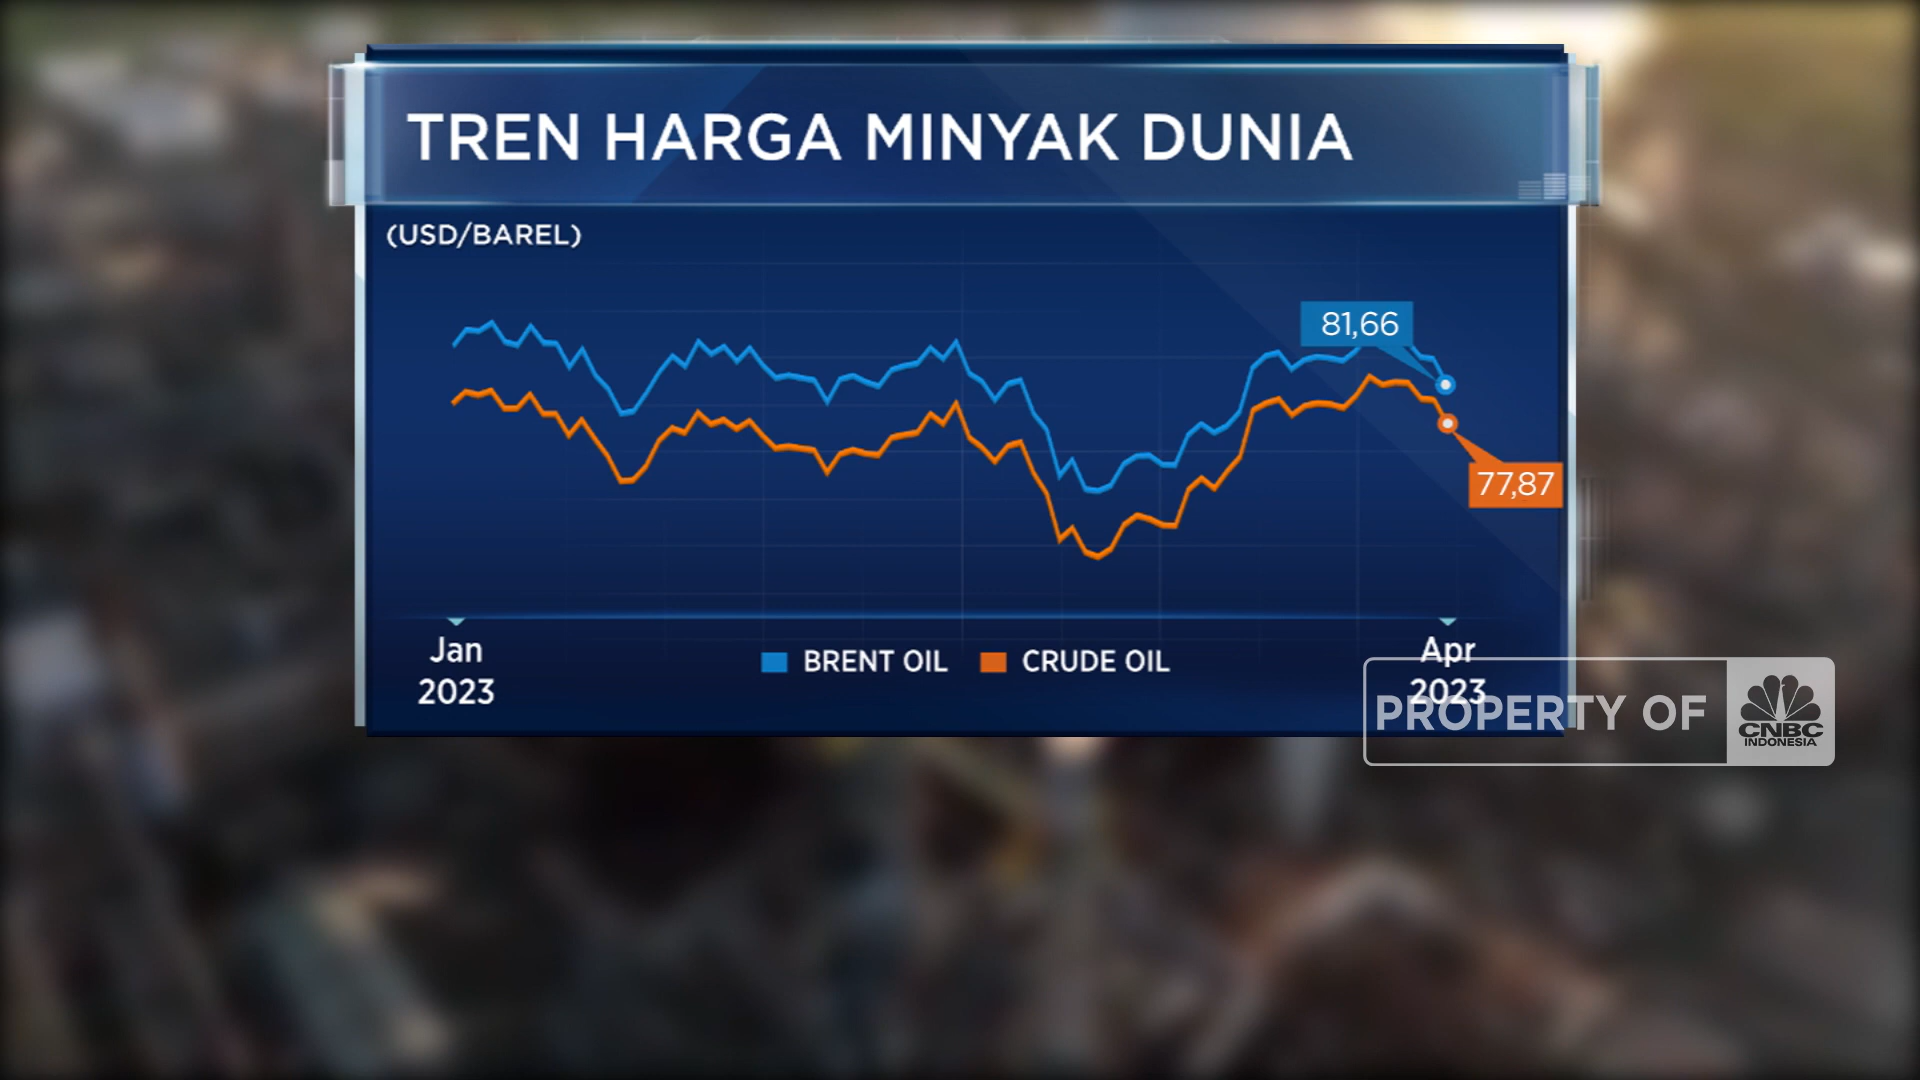 TREN HARGA MINYAK DUNIA
(USD/BAREL)
81,66
77,87
Jan
2023
BRENT OIL
CRUDE OIL
Apr
2023
PROPERTY OF
CNBC
INDONESIA